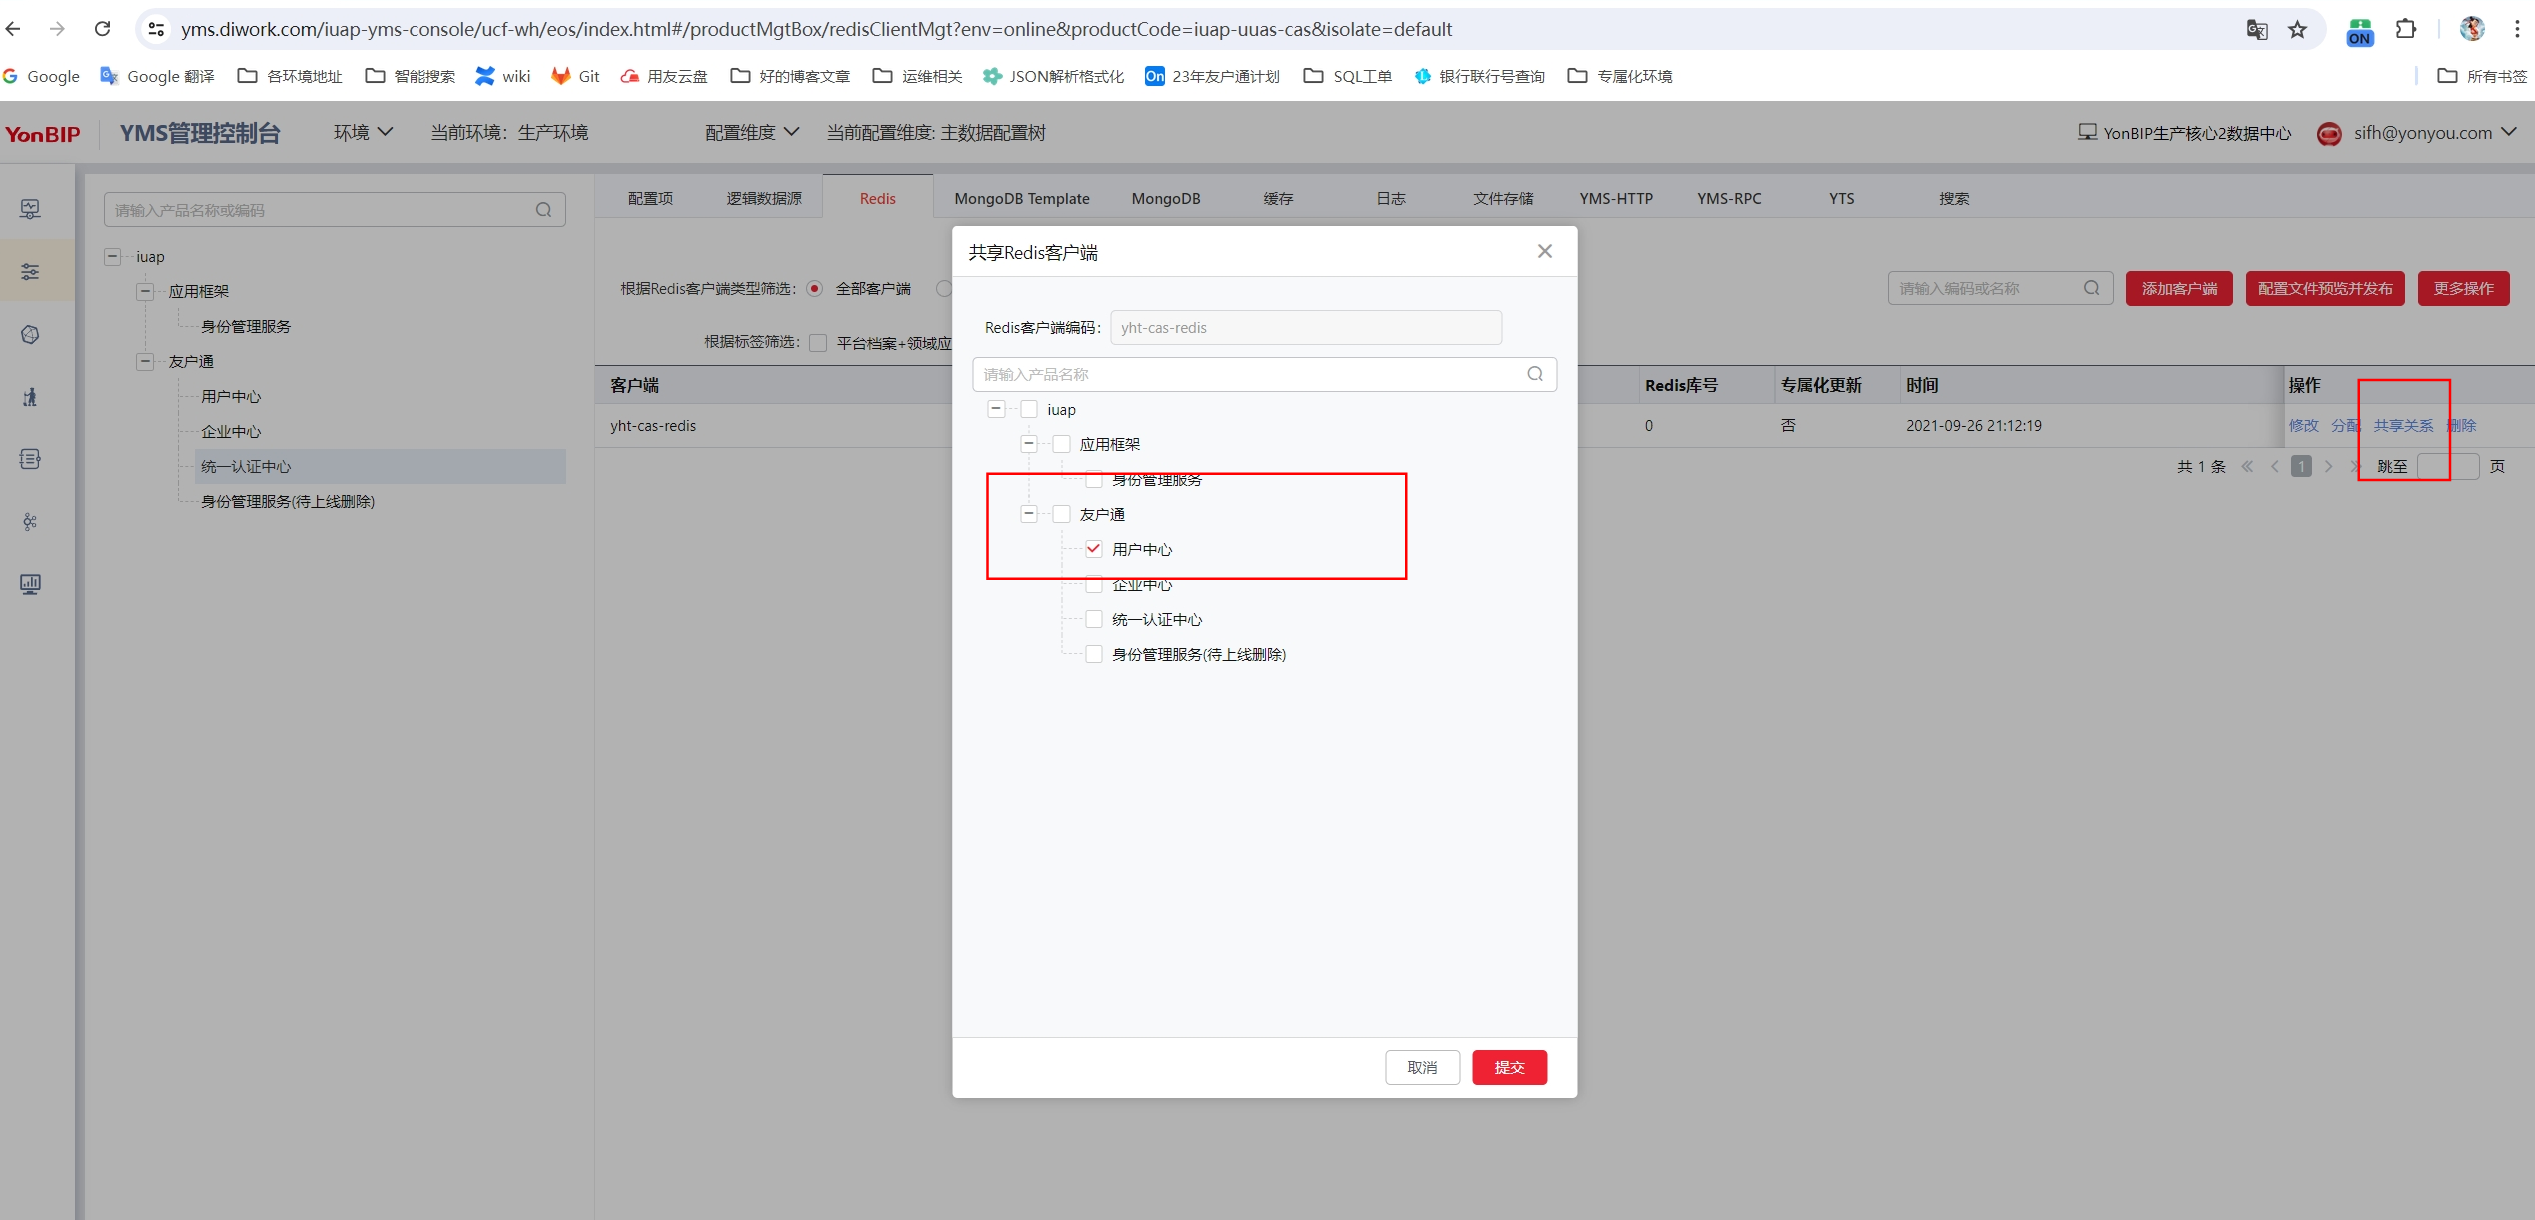 yms.diwork.com/iuap-yms-console/ucf-wh/eos/index.html#/productMgtBox/redisClientMgt?env=online&productCode=iuap-uuas-cas&isolate=default
ON
Google Google 翻译 各环境地址 智能搜索 wiki Git 用友云盘 好的博客文章 运维相关 JSON解析格式化 On 23年友户通计划 SQL工单 银行联行号查询 专属化环境 所有书签
YonBIP YMS管理控制台 环境 当前环境: 生产环境 配置维度 当前配置维度: 主数据配置树 YonBIP生产核心2数据中心 sifh@yonyou.com
请输入产品名称或编码
iuap
应用框架
身份管理服务
友户通
用户中心
企业中心
统一认证中心
身份管理服务(待上线删除)
配置项 逻辑数据源 Redis MongoDB Template MongoDB 缓存 日志 文件存储 YMS-HTTP YMS-RPC YTS 搜索
根据Redis客户端类型筛选: 全部客户端
请输入编码或名称 添加客户端 配置文件预览并发布 更多操作
根据标签筛选: 平台档案+领域应
客户端 Redis库号 专属化更新 时间 操作
yht-cas-redis 0 否 2021-09-26 21:12:19 修改 分配 共享关系 删除
共 1 条 1 跳至 页
共享Redis客户端
Redis客户端编码: yht-cas-redis
请输入产品名称
iuap
应用框架
身份管理服务
友户通
用户中心
企业中心
统一认证中心
身份管理服务(待上线删除)
取消 提交